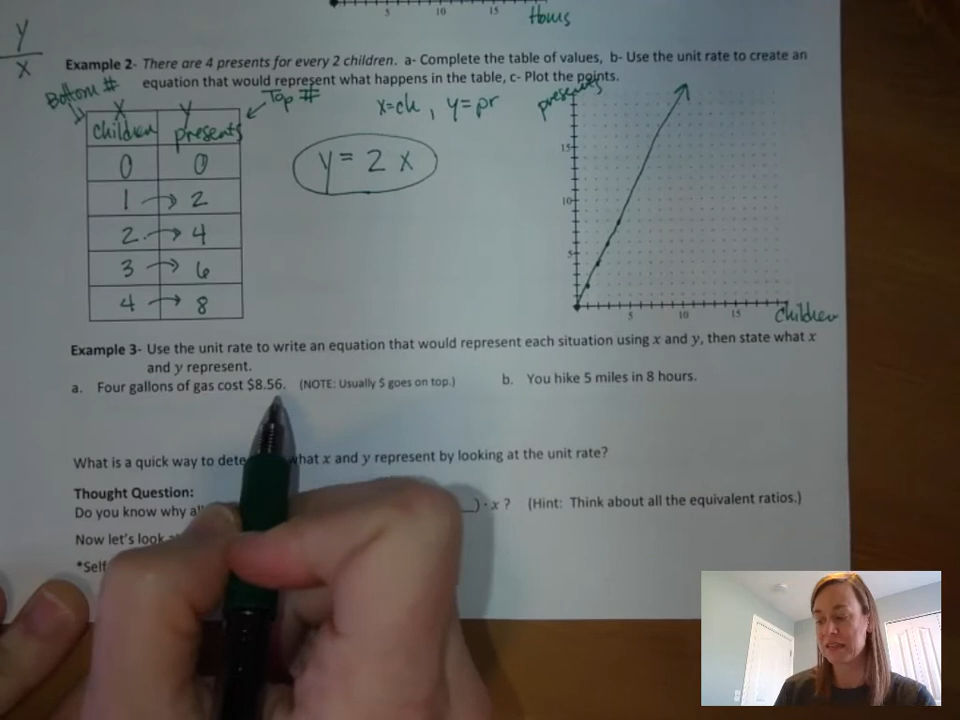 5 10 15 Hours
y
x
Example 2- There are 4 presents for every 2 children. a- Complete the table of values, b- Use the unit rate to create an
equation that would represent what happens in the table, c- Plot the points.
Bottom #
Top #
x y
children presents
0 0
1 → 2
2 → 4
3 → 6
4 → 8
x=ch, y=pr
y = 2x
presents
15
10
5
5 10 15 children
Example 3- Use the unit rate to write an equation that would represent each situation using x and y, then state what x
and y represent.
a. Four gallons of gas cost $8.56. (NOTE: Usually $ goes on top.)
b. You hike 5 miles in 8 hours.
What is a quick way to what x and y represent by looking at the unit rate?
Thought Question:
Do you know why )·x? (Hint: Think about all the equivalent ratios.)
Now let's look
*Self